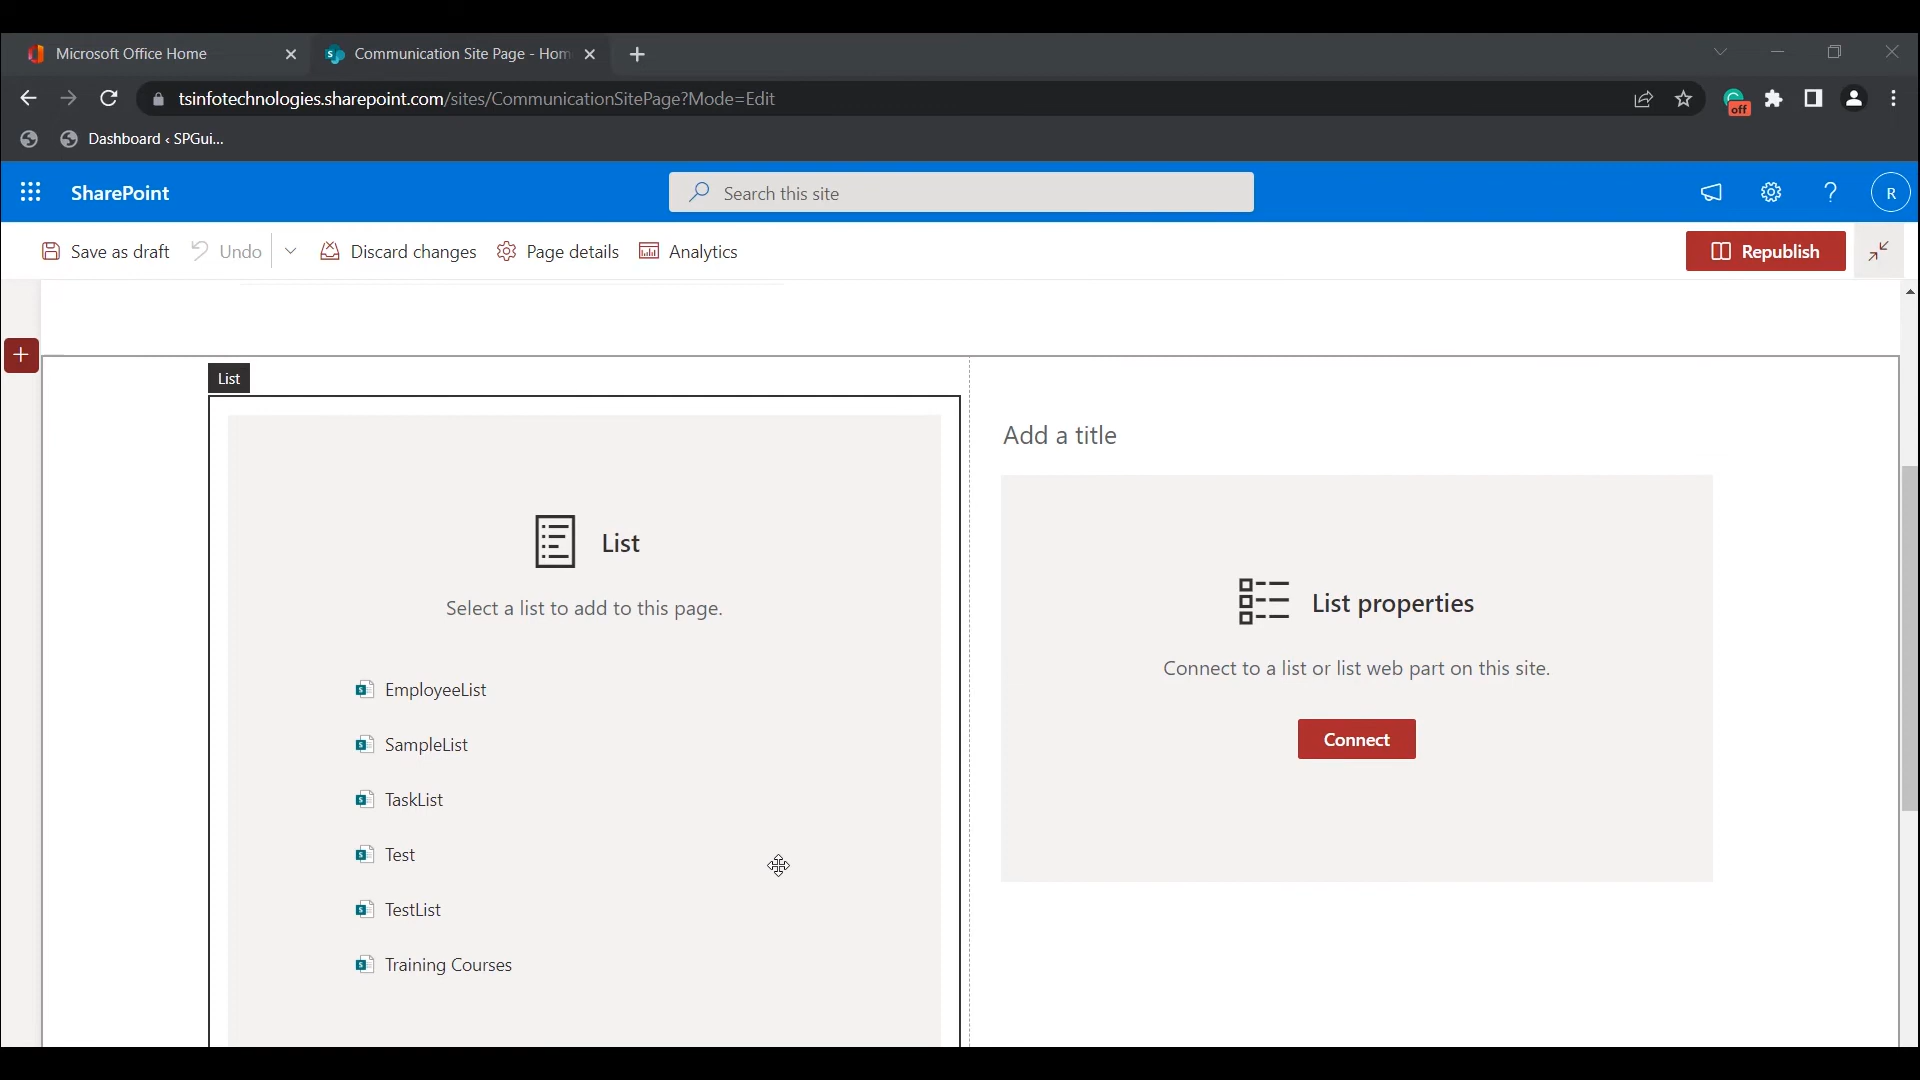 Microsoft Office Home
Communication Site Page - Hom
tsinfotechnologies.sharepoint.com/sites/CommunicationSitePage?Mode=Edit
off
Dashboard ‹ SPGui...
SharePoint
Search this site
?
R
Save as draft
Undo
Discard changes
Page details
Analytics
Republish
List
List
Select a list to add to this page.
EmployeeList
SampleList
TaskList
Test
TestList
Training Courses
Add a title
List properties
Connect to a list or list web part on this site.
Connect